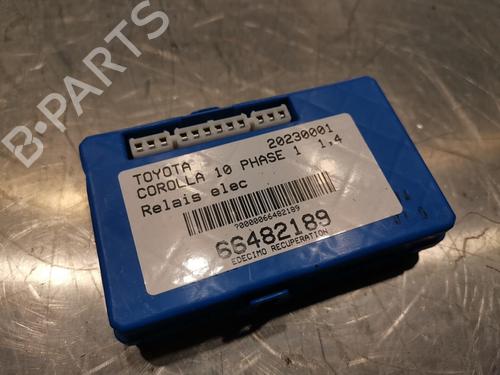 B-PARTS
TOYOTA 20230001
COROLLA 10 PHASE 1 1,4
Relais elec
70000066482189
66482189
EDECIMO RECUPERATION